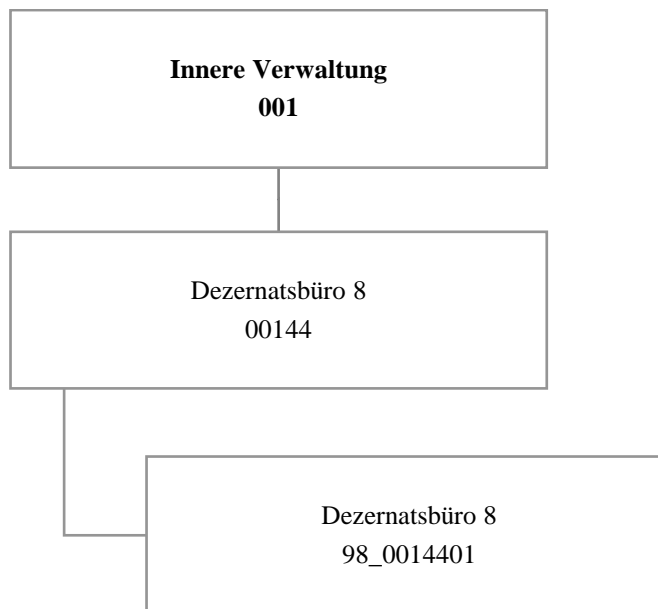 Innere Verwaltung
001
Dezernatsbüro 8
00144
Dezernatsbüro 8
98_0014401